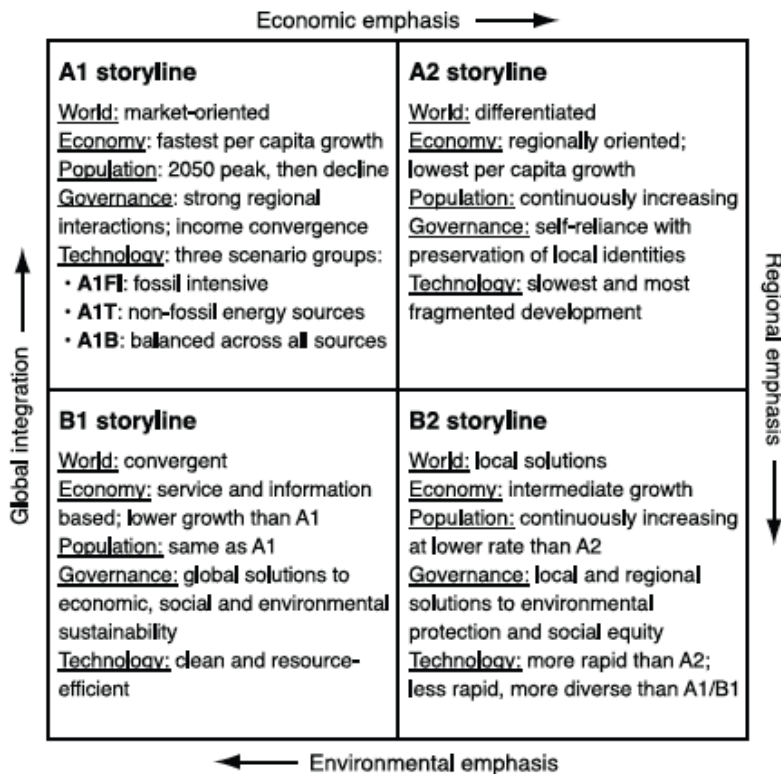 Economic emphasis
A1 storyline
World: market-oriented
Economy: fastest per capita growth
Population: 2050 peak, then decline
Governance: strong regional
interactions; income convergence
Technology: three scenario groups:
• A1FI: fossil intensive
• A1T: non-fossil energy sources
• A1B: balanced across all sources
A2 storyline
World: differentiated
Economy: regionally oriented;
lowest per capita growth
Population: continuously increasing
Governance: self-reliance with
preservation of local identities
Technology: slowest and most
fragmented development
Global integration
Regional emphasis
B1 storyline
World: convergent
Economy: service and information
based; lower growth than A1
Population: same as A1
Governance: global solutions to
economic, social and environmental
sustainability
Technology: clean and resource-
efficient
B2 storyline
World: local solutions
Economy: intermediate growth
Population: continuously increasing
at lower rate than A2
Governance: local and regional
solutions to environmental
protection and social equity
Technology: more rapid than A2;
less rapid, more diverse than A1/B1
Environmental emphasis